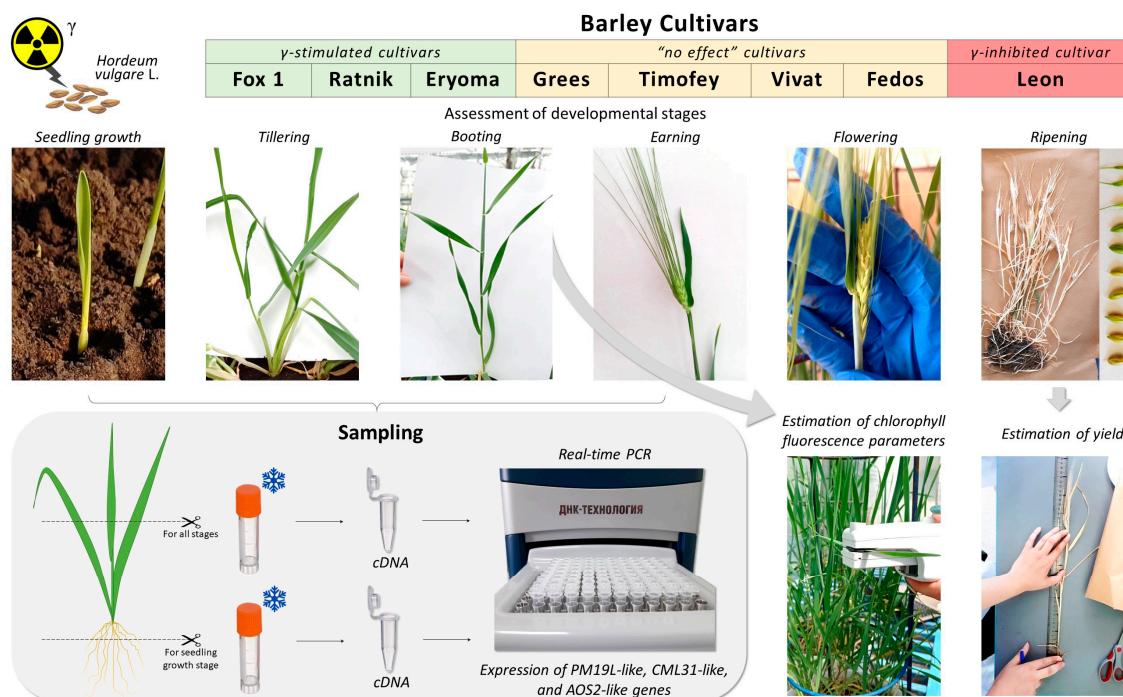 Barley Cultivars
γ
Hordeum
vulgare L.
γ-stimulated cultivars
"no effect" cultivars
γ-inhibited cultivar
Fox 1
Ratnik
Eryoma
Grees
Timofey
Vivat
Fedos
Leon
Assessment of developmental stages
Seedling growth
Tillering
Booting
Earning
Flowering
Ripening
Sampling
For all stages
cDNA
For seedling
growth stage
cDNA
Real-time PCR
ДНК-ТЕХНОЛОГИЯ
Expression of PM19L-like, CML31-like,
and AOS2-like genes
Estimation of chlorophyll
fluorescence parameters
Estimation of yield